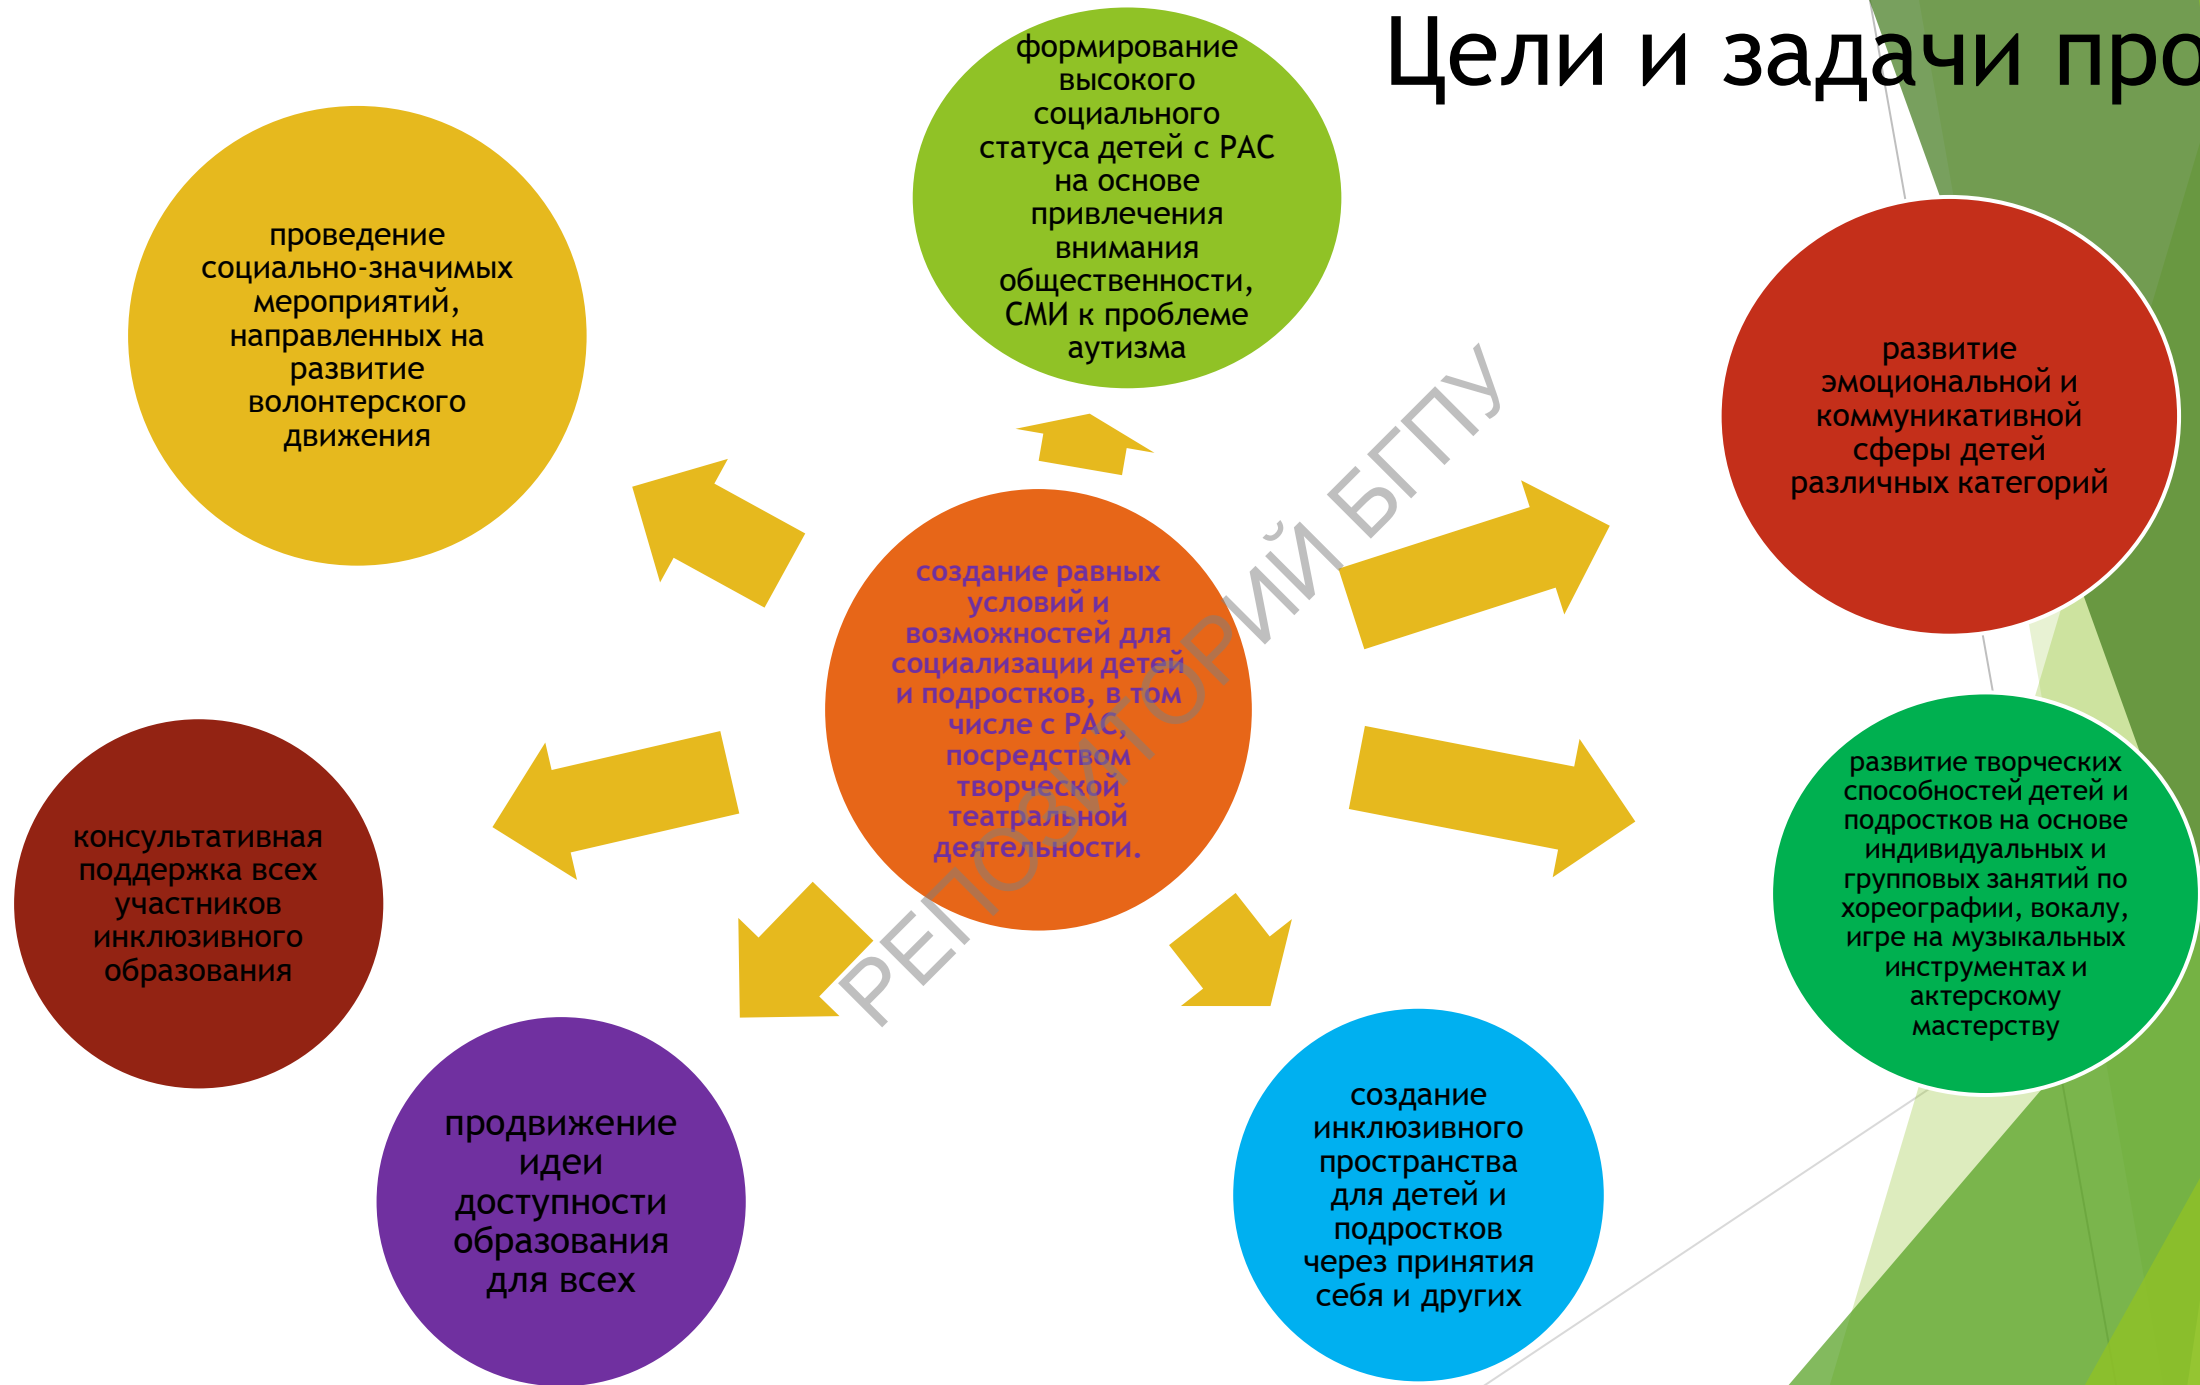 Цели и задачи про
формирование
высокого
социального
статуса детей с РАС
на основе
привлечения
внимания
общественности,
СМИ к проблеме
аутизма
проведение
социально-значимых
мероприятий,
направленных на
развитие
волонтерского
движения
развитие
эмоциональной и
коммуникативной
сферы детей
различных категорий
создание равных
условий и
возможностей для
социализации детей
и подростков, в том
числе с РАС,
посредством
творческой
театральной
деятельности.
консультативная
поддержка всех
участников
инклюзивного
образования
развитие творческих
способностей детей и
подростков на основе
индивидуальных и
групповых занятий по
хореографии, вокалу,
игре на музыкальных
инструментах и
актерскому
мастерству
продвижение
идеи
доступности
образования
для всех
создание
инклюзивного
пространства
для детей и
подростков
через принятия
себя и других
РЕПОЗИТОРИЙ БГПУ